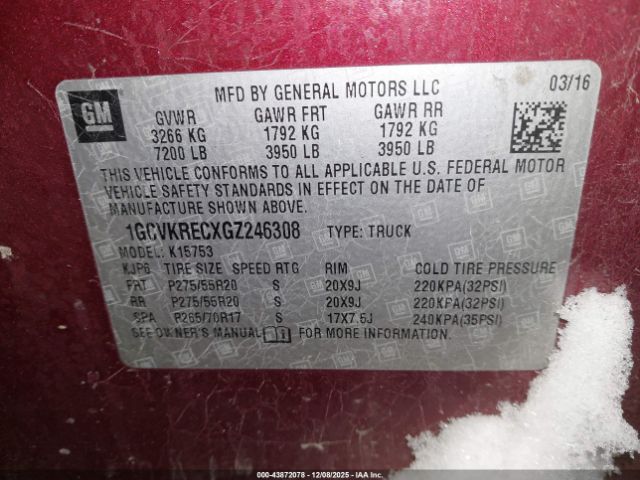 GM
MFD BY GENERAL MOTORS LLC
03/16
GVWR GAWR FRT GAWR RR
3266 KG 1792 KG 1792 KG
7200 LB 3950 LB 3950 LB
THIS VEHICLE CONFORMS TO ALL APPLICABLE U.S. FEDERAL MOTOR
VEHICLE SAFETY STANDARDS IN EFFECT ON THE DATE OF
MANUFACTURE SHOWN ABOVE.
1GCVKRECXGZ246308 TYPE: TRUCK
MODEL: K15753
KJP6 TIRE SIZE SPEED RTG RIM COLD TIRE PRESSURE
FRT P275/55R20 S 20X9J 220KPA(32PSI)
RR P275/55R20 S 20X9J 220KPA(32PSI)
SPA P265/70R17 S 17X7.5J 240KPA(35PSI)
SEE OWNER'S MANUAL FOR MORE INFORMATION.
000-43872078 - 12/08/2025 - IAA Inc.